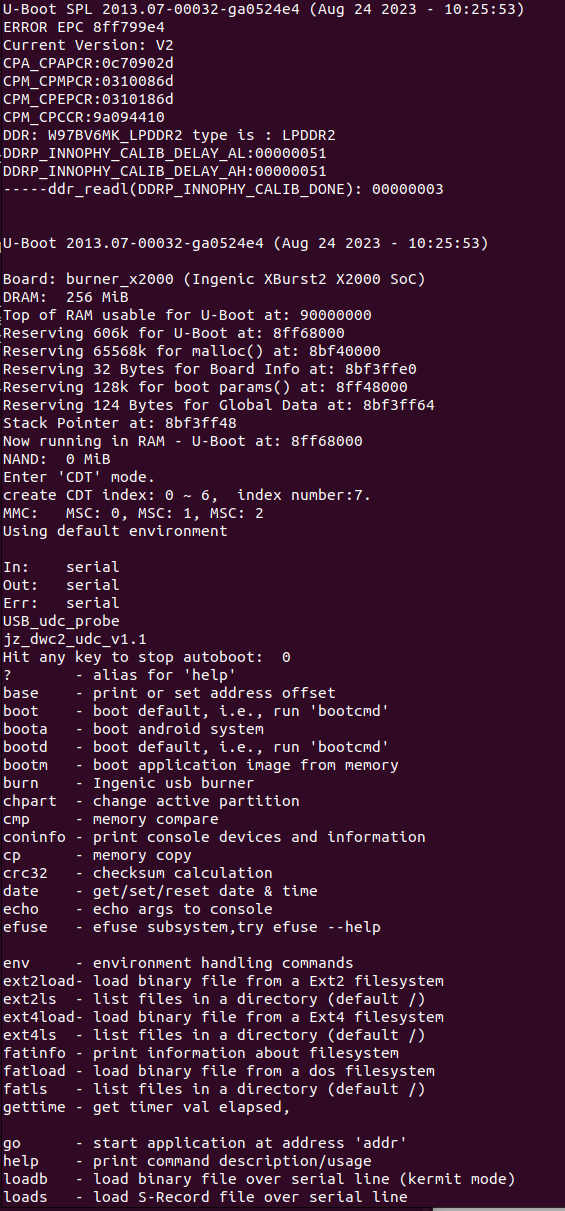 U-Boot SPL 2013.07-00032-ga0524e4 (Aug 24 2023 - 10:25:53)
ERROR EPC 8ff799e4
Current Version: V2
CPA_CPAPCR:0c70902d
CPM_CPMPCR:0310086d
CPM_CPEPCR:0310186d
CPM_CPCCR:9a094410
DDR: W97BV6MK_LPDDR2 type is : LPDDR2
DDRP_INNOPHY_CALIB_DELAY_AL:00000051
DDRP_INNOPHY_CALIB_DELAY_AH:00000051
-----ddr_readl(DDRP_INNOPHY_CALIB_DONE): 00000003
U-Boot 2013.07-00032-ga0524e4 (Aug 24 2023 - 10:25:53)
Board: burner_x2000 (Ingenic XBurst2 X2000 SoC)
DRAM:  256 MiB
Top of RAM usable for U-Boot at: 90000000
Reserving 606k for U-Boot at: 8ff68000
Reserving 65568k for malloc() at: 8bf40000
Reserving 32 Bytes for Board Info at: 8bf3ffe0
Reserving 128k for boot params() at: 8ff48000
Reserving 124 Bytes for Global Data at: 8bf3ff64
Stack Pointer at: 8bf3ff48
Now running in RAM - U-Boot at: 8ff68000
NAND:  0 MiB
Enter 'CDT' mode.
create CDT index: 0 ~ 6,  index number:7.
MMC:   MSC: 0, MSC: 1, MSC: 2
Using default environment
In:    serial
Out:   serial
Err:   serial
USB_udc_probe
jz_dwc2_udc_v1.1
Hit any key to stop autoboot:  0
?       - alias for 'help'
base    - print or set address offset
boot    - boot default, i.e., run 'bootcmd'
boota   - boot android system
bootd   - boot default, i.e., run 'bootcmd'
bootm   - boot application image from memory
burn    - Ingenic usb burner
chpart  - change active partition
cmp     - memory compare
coninfo - print console devices and information
cp      - memory copy
crc32   - checksum calculation
date    - get/set/reset date & time
echo    - echo args to console
efuse   - efuse subsystem,try efuse --help
env     - environment handling commands
ext2load- load binary file from a Ext2 filesystem
ext2ls  - list files in a directory (default /)
ext4load- load binary file from a Ext4 filesystem
ext4ls  - list files in a directory (default /)
fatinfo - print information about filesystem
fatload - load binary file from a dos filesystem
fatls   - list files in a directory (default /)
gettime - get timer val elapsed,
go      - start application at address 'addr'
help    - print command description/usage
loadb   - load binary file over serial line (kermit mode)
loads   - load S-Record file over serial line